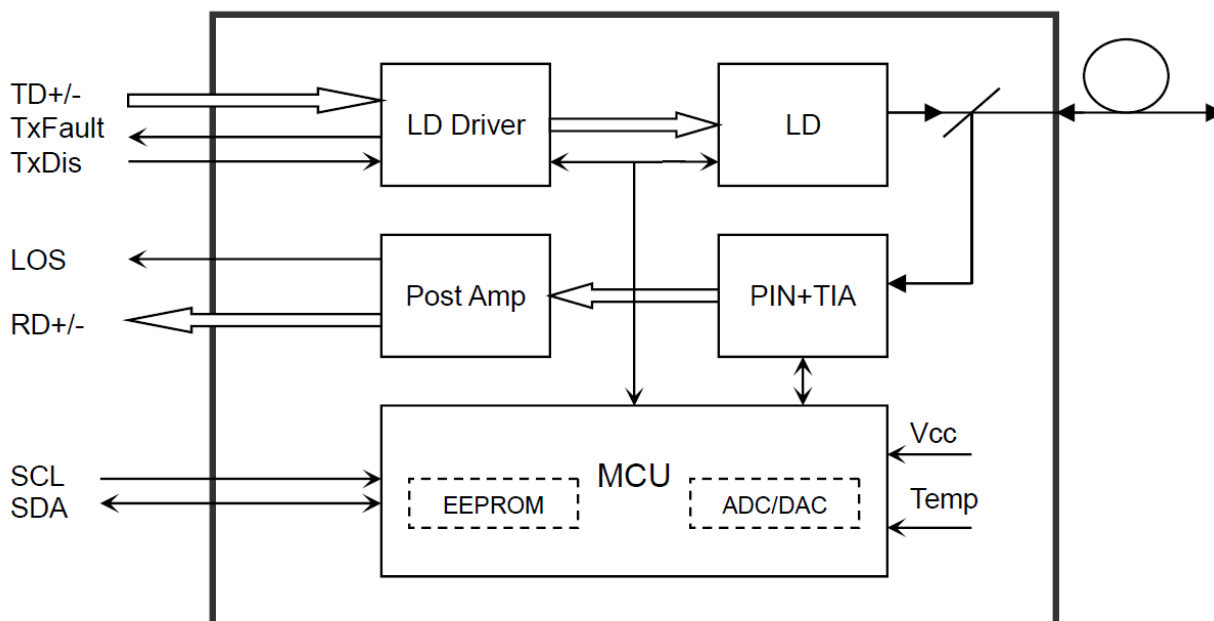 TD+/-
TxFault
TxDis
LD Driver
LD
LOS
RD+/-
Post Amp
PIN+TIA
SCL
SDA
MCU
EEPROM
ADC/DAC
Vcc
Temp